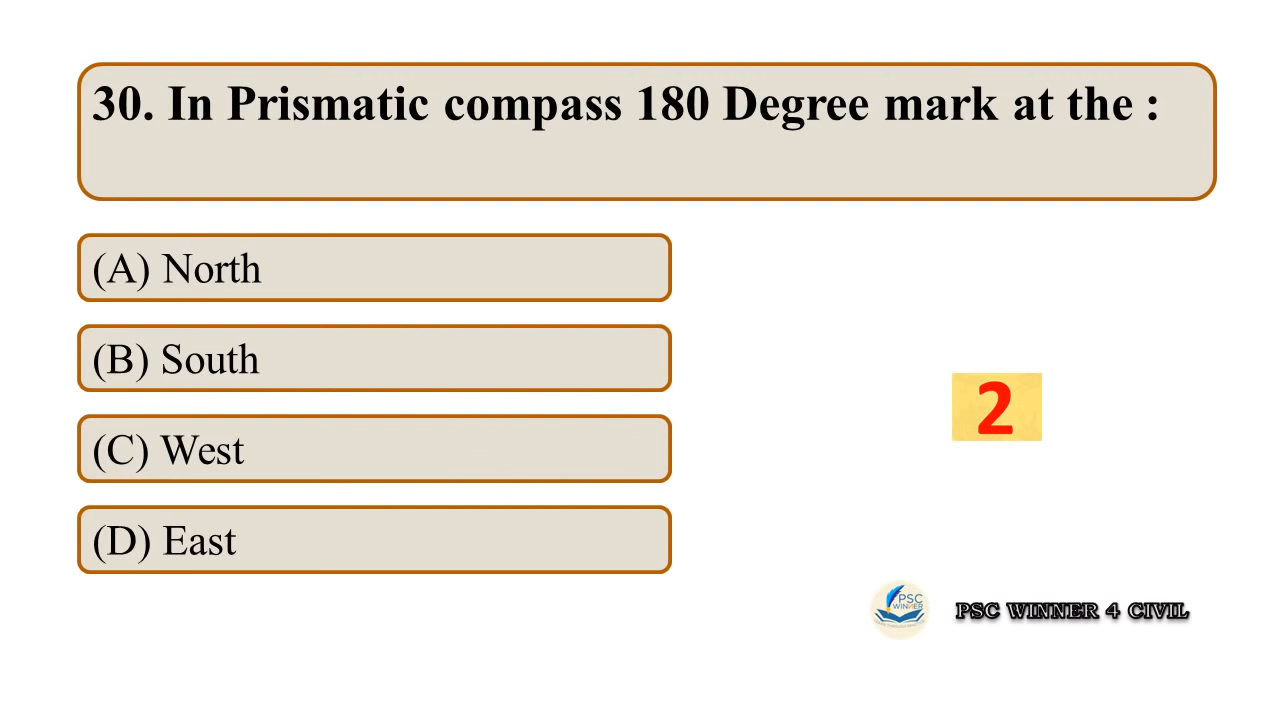 30. In Prismatic compass 180 Degree mark at the :
(A) North
(B) South
(C) West
(D) East
2
PSC
WINNER
PSC WINNER 4 CIVIL